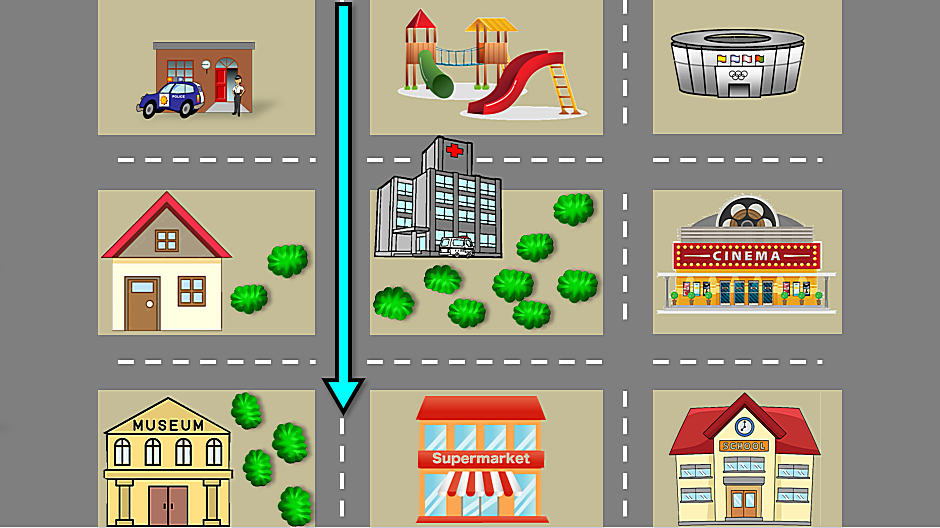 POLICE
CINEMA
MUSEUM
Supermarket
SCHOOL